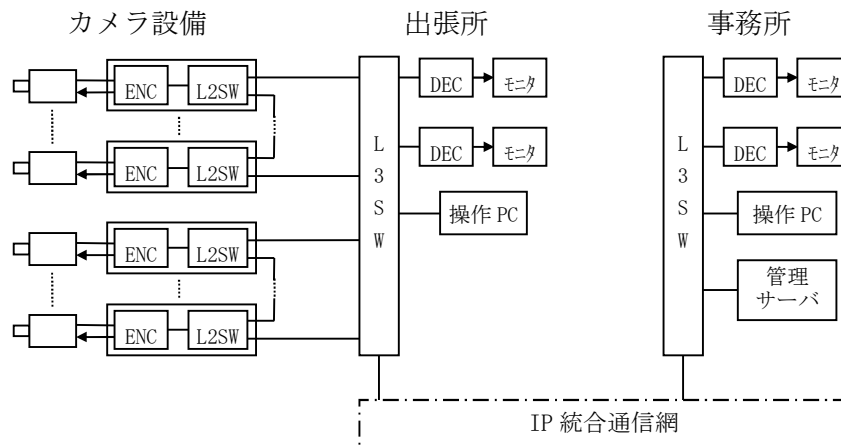 カメラ設備
出張所
事務所
ENC
L2SW
ENC
L2SW
ENC
L2SW
ENC
L2SW
L
3
S
W
DEC
ﾓﾆﾀ
DEC
ﾓﾆﾀ
操作 PC
L
3
S
W
DEC
ﾓﾆﾀ
DEC
ﾓﾆﾀ
操作 PC
管理
サーバ
IP 統合通信網